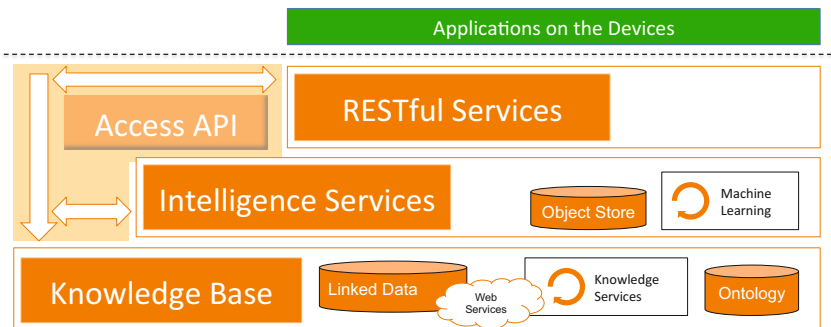 Applications on the Devices
Access API
RESTful Services
Intelligence Services
Object Store
Machine
Learning
Knowledge Base
Linked Data
Web
Services
Knowledge
Services
Ontology